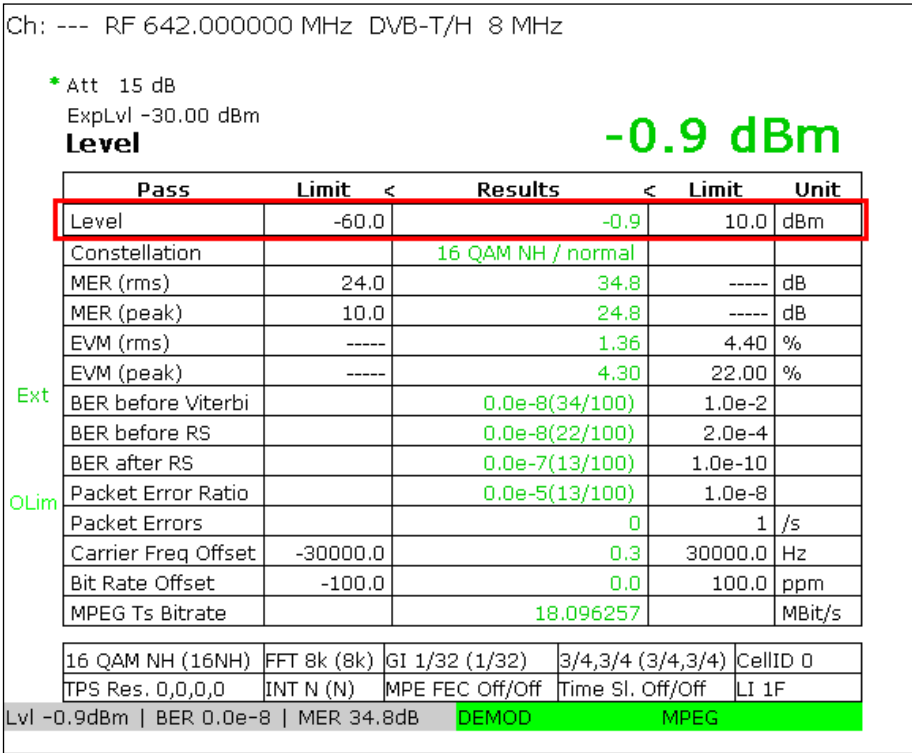 Ch: --- RF 642.000000 MHz DVB-T/H 8 MHz
* Att 15 dB
ExpLvl -30.00 dBm
Level -0.9 dBm
Pass Limit < Results < Limit Unit
Level -60.0 -0.9 10.0 dBm
Constellation 16 QAM NH / normal
MER (rms) 24.0 34.8 ----- dB
MER (peak) 10.0 24.8 ----- dB
EVM (rms) ----- 1.36 4.40 %
EVM (peak) ----- 4.30 22.00 %
Ext
BER before Viterbi 0.0e-8(34/100) 1.0e-2
BER before RS 0.0e-8(22/100) 2.0e-4
BER after RS 0.0e-7(13/100) 1.0e-10
Packet Error Ratio 0.0e-5(13/100) 1.0e-8
OLim
Packet Errors 0 1 /s
Carrier Freq Offset -30000.0 0.3 30000.0 Hz
Bit Rate Offset -100.0 0.0 100.0 ppm
MPEG Ts Bitrate 18.096257 MBit/s
16 QAM NH (16NH) FFT 8k (8k) GI 1/32 (1/32) 3/4,3/4 (3/4,3/4) CellID 0
TPS Res. 0,0,0,0 INT N (N) MPE FEC Off/Off Time Sl. Off/Off LI 1F
Lvl -0.9dBm | BER 0.0e-8 | MER 34.8dB DEMOD MPEG